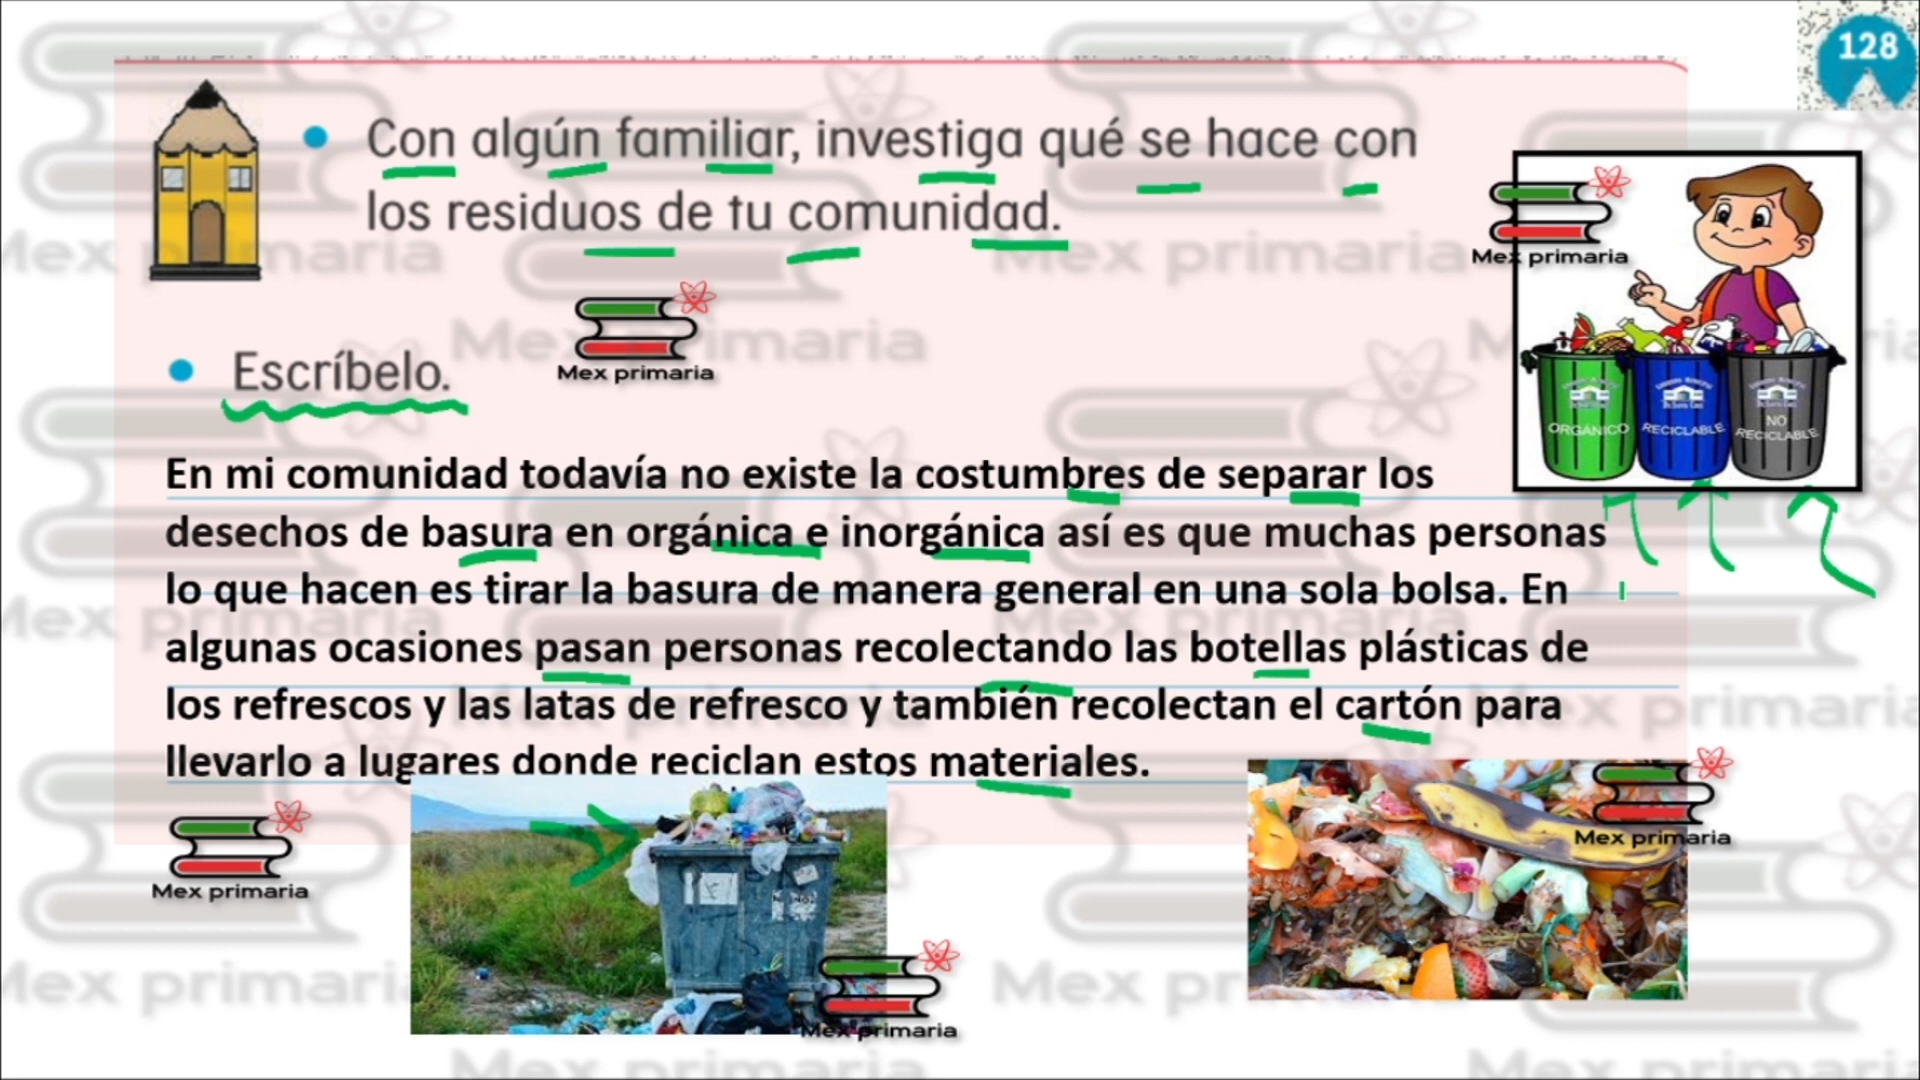 128
Con algún familiar, investiga qué se hace con
los residuos de tu comunidad.
Mex primaria
Mex primaria
Escríbelo.
ORGÁNICO
RECICLABLE
NO
RECICLABLE
En mi comunidad todavía no existe la costumbres de separar los
desechos de basura en orgánica e inorgánica así es que muchas personas
lo que hacen es tirar la basura de manera general en una sola bolsa. En
algunas ocasiones pasan personas recolectando las botellas plásticas de
los refrescos y las latas de refresco y también recolectan el cartón para
llevarlo a lugares donde reciclan estos materiales.
Mex primaria
Mex primaria
Mex primaria